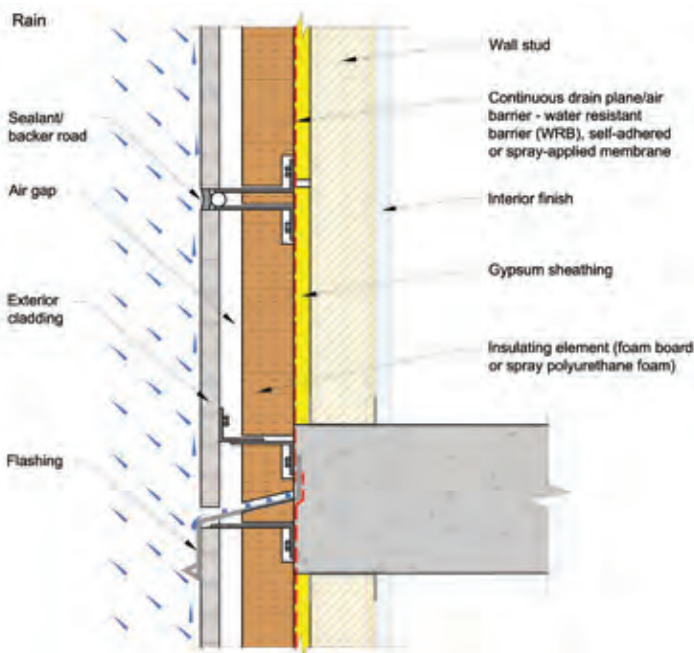 Rain
Sealant/
backer road
Air gap
Exterior
cladding
Flashing
Wall stud
Continuous drain plane/air
barrier - water resistant
barrier (WRB), self-adhered
or spray-applied membrane
Interior finish
Gypsum sheathing
Insulating element (foam board
or spray polyurethane foam)